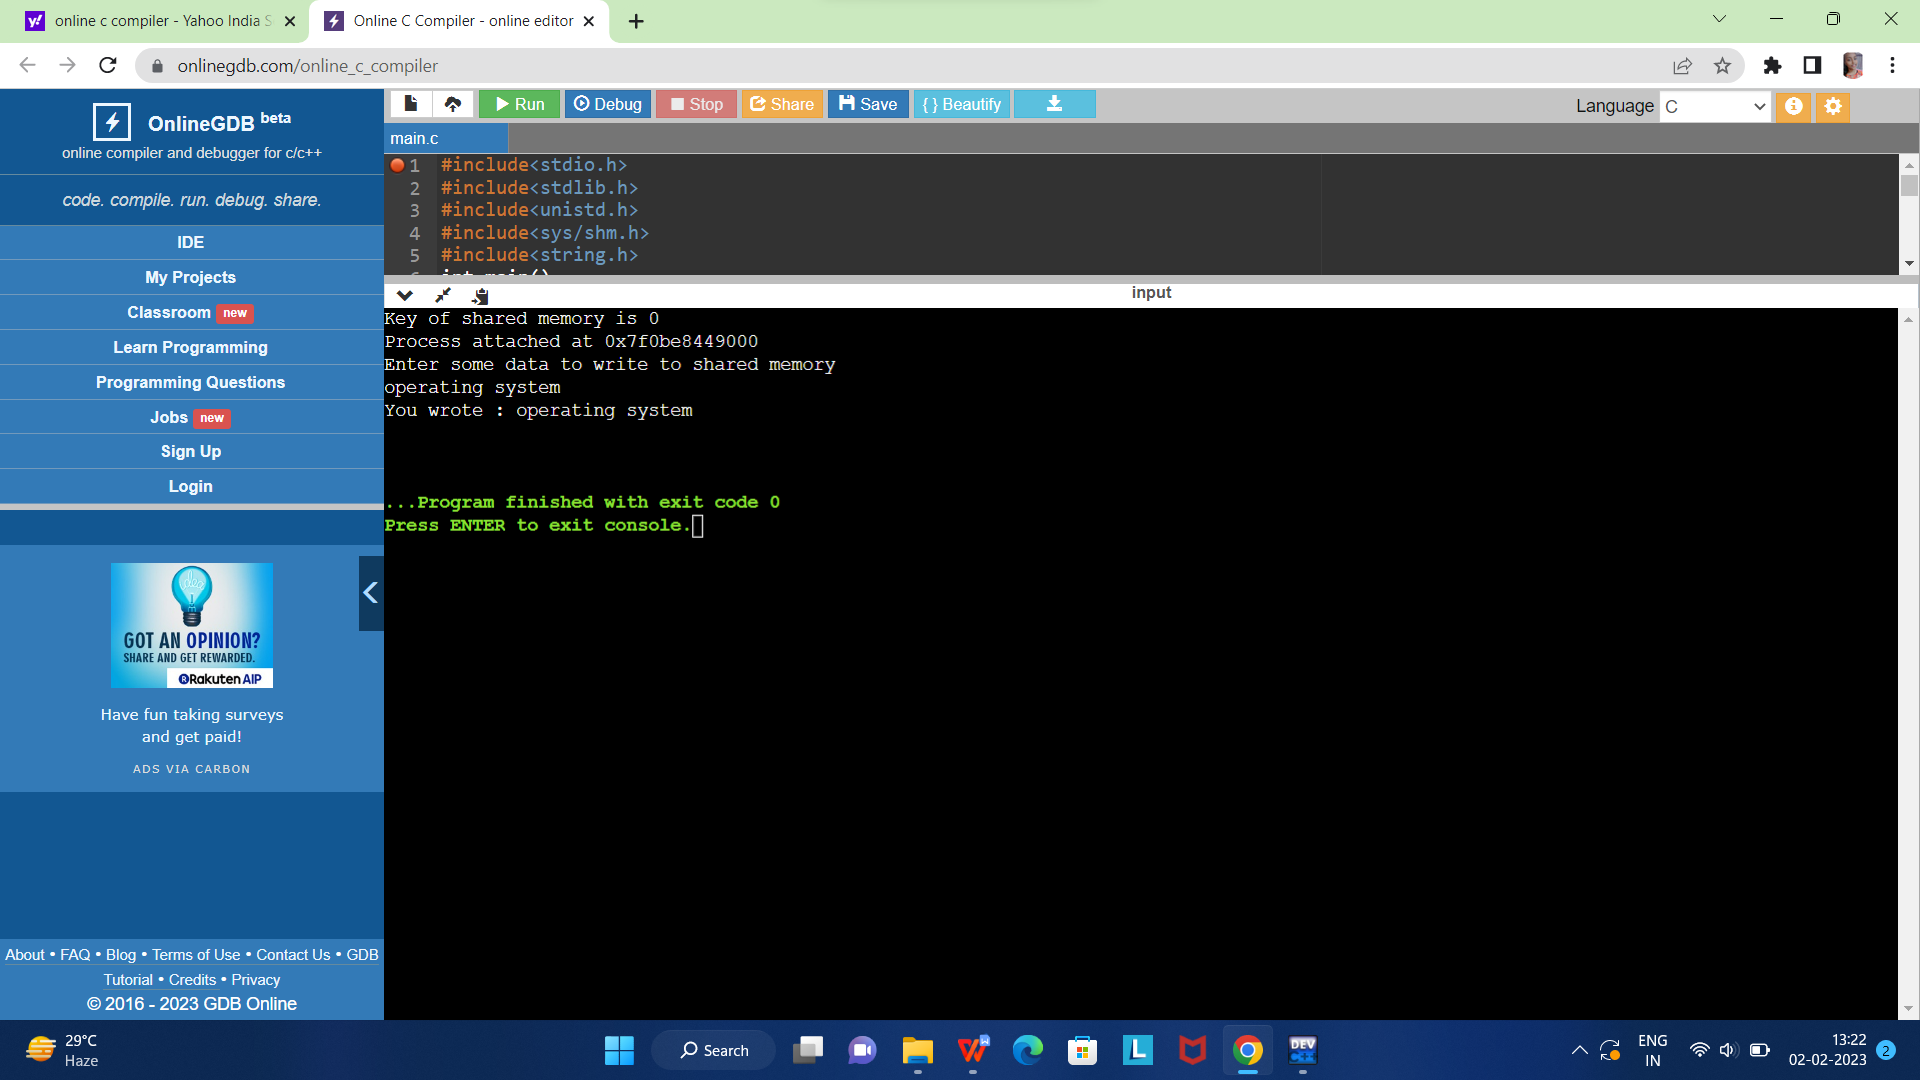 online c compiler - Yahoo India S
Online C Compiler - online editor
onlinegdb.com/online_c_compiler
OnlineGDB beta
online compiler and debugger for c/c++
code. compile. run. debug. share.
IDE
My Projects
Classroom new
Learn Programming
Programming Questions
Jobs new
Sign Up
Login
GOT AN OPINION?
SHARE AND GET REWARDED.
Rakuten AIP
Have fun taking surveys
and get paid!
ADS VIA CARBON
About • FAQ • Blog • Terms of Use • Contact Us • GDB
Tutorial • Credits • Privacy
© 2016 - 2023 GDB Online
Run Debug Stop Share Save { } Beautify
Language C
main.c
1 #include<stdio.h>
2 #include<stdlib.h>
3 #include<unistd.h>
4 #include<sys/shm.h>
5 #include<string.h>
6 int main()
input
Key of shared memory is 0
Process attached at 0x7f0be8449000
Enter some data to write to shared memory
operating system
You wrote : operating system
...Program finished with exit code 0
Press ENTER to exit console.
29°C
Haze
Search
DEV
ENG
IN
13:22
02-02-2023
2